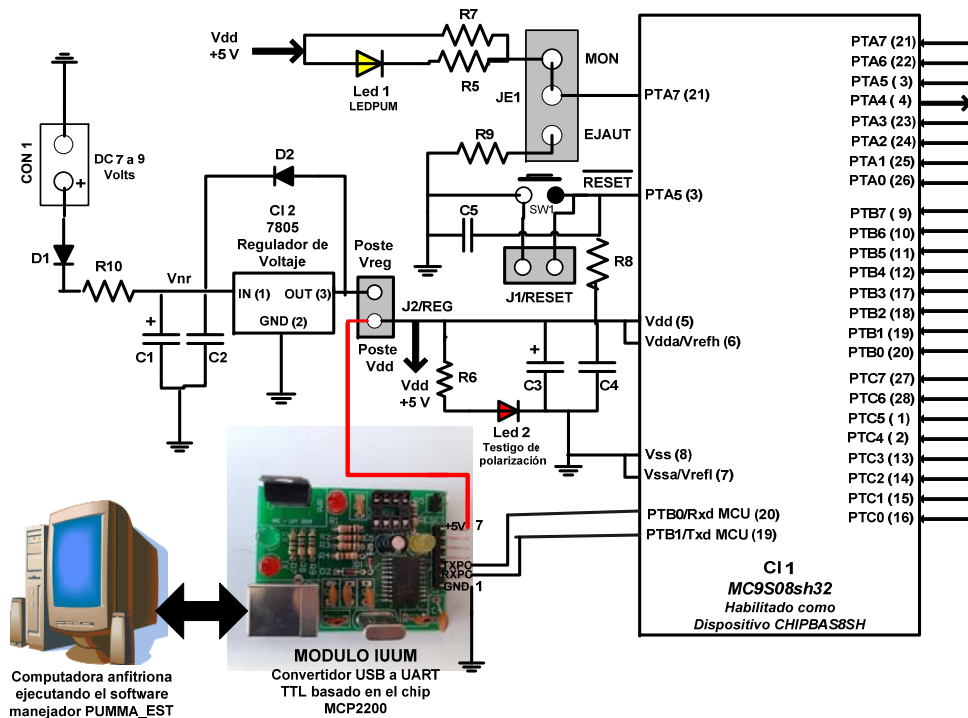 R7
Vdd
+5 V
Led 1
LEDPUM
R5
MON
JE1
EJAUT
R9
PTA7 (21)
RESET
SW1
PTA5 (3)
C5
J1/RESET
R8
CON 1
DC 7 a 9
Volts
+
D1
R10
Vnr
D2
CI 2
7805
Regulador de
Voltaje
IN (1)
OUT (3)
GND (2)
+
C1
C2
Poste
Vreg
J2/REG
Poste
Vdd
Vdd
+5 V
R6
Led 2
Testigo de
polarización
+
C3
C4
Vdd (5)
Vdda/Vrefh (6)
Vss (8)
Vssa/Vrefl (7)
PTB0/Rxd MCU (20)
PTB1/Txd MCU (19)
CI 1
MC9S08sh32
Habilitado como
Dispositivo CHIPBAS8SH
PTA7 (21)
PTA6 (22)
PTA5 ( 3)
PTA4 ( 4)
PTA3 (23)
PTA2 (24)
PTA1 (25)
PTA0 (26)
PTB7 ( 9)
PTB6 (10)
PTB5 (11)
PTB4 (12)
PTB3 (17)
PTB2 (18)
PTB1 (19)
PTB0 (20)
PTC7 (27)
PTC6 (28)
PTC5 ( 1)
PTC4 ( 2)
PTC3 (13)
PTC2 (14)
PTC1 (15)
PTC0 (16)
+5V 7
TXPC
RXPC
GND 1
MODULO IUUM
Convertidor USB a UART
TTL basado en el chip
MCP2200
Computadora anfitriona
ejecutando el software
manejador PUMMA_EST